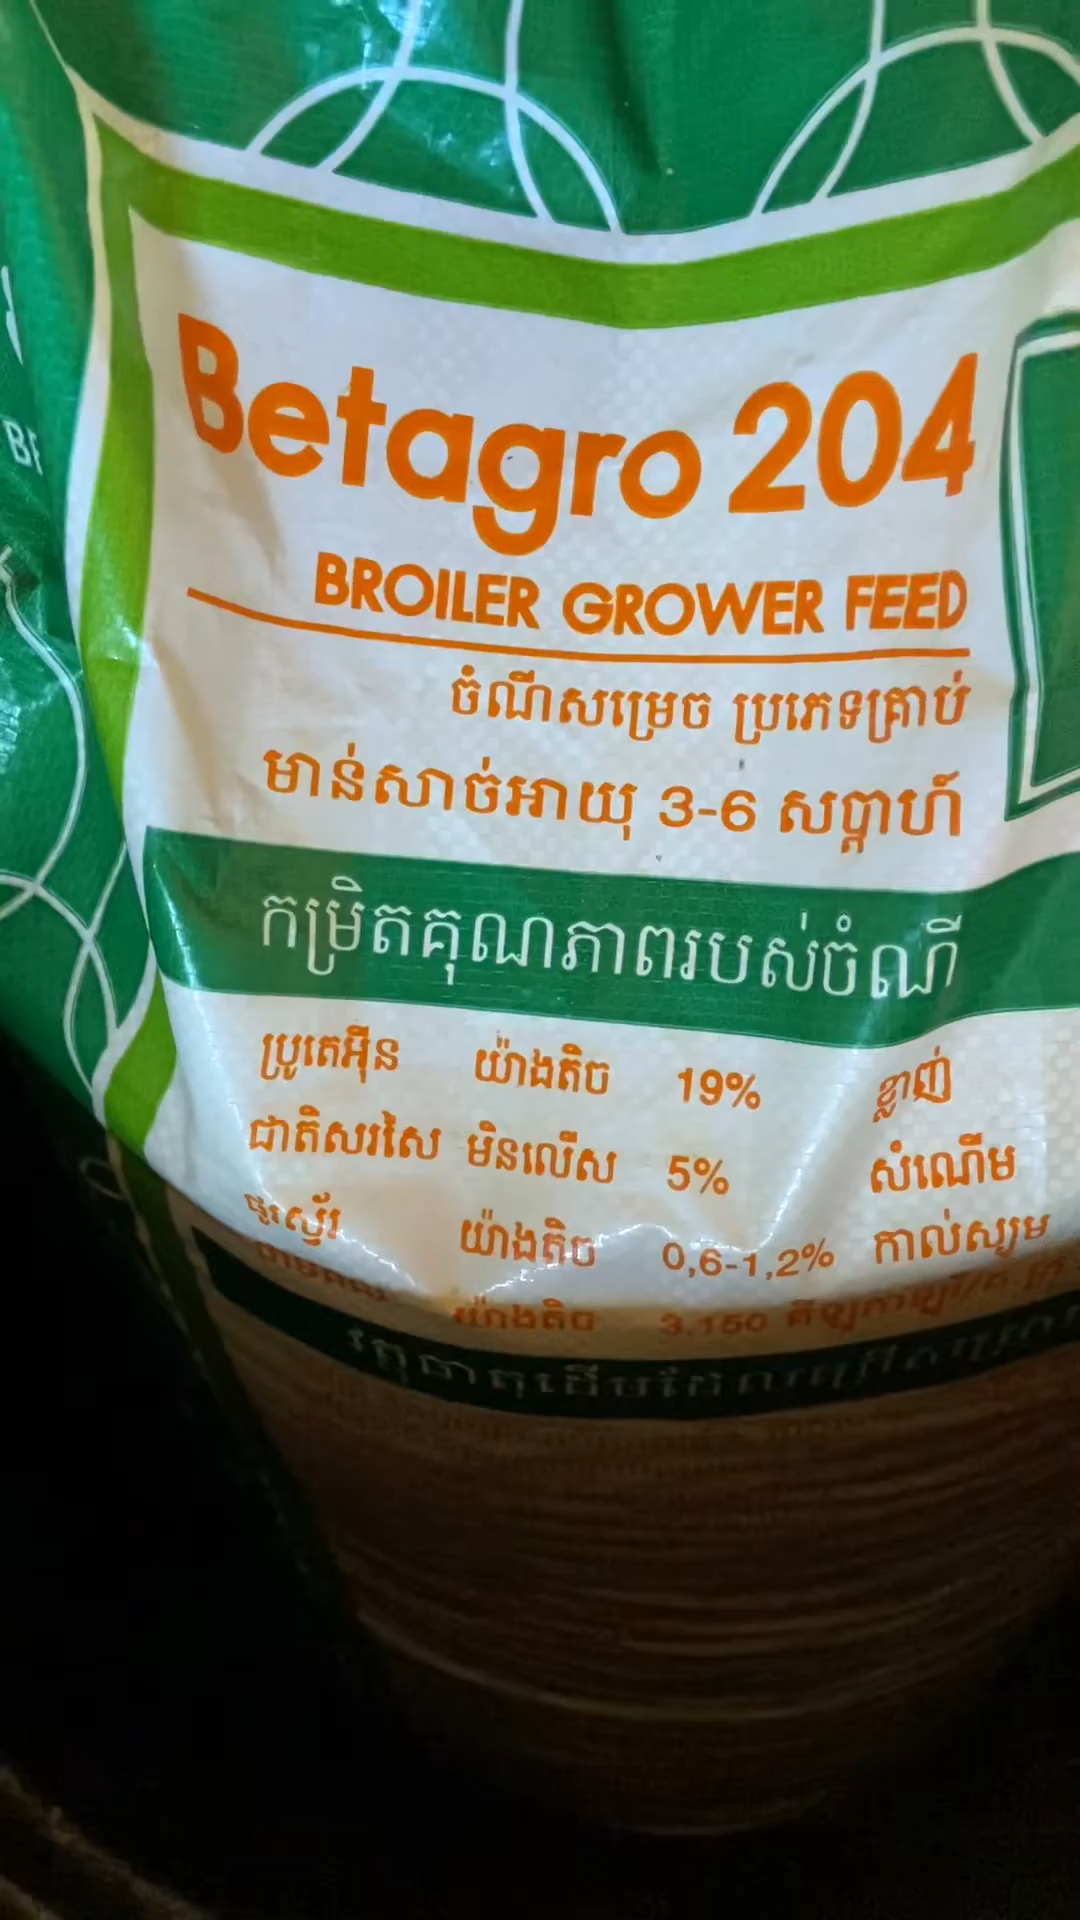 Betagro 204
BROILER GROWER FEED
ចំណីសម្រេច ប្រភេទគ្រាប់
មាន់សាច់អាយុ 3-6 សប្តាហ៍
កម្រិតគុណភាពរបស់ចំណី
ប្រូតេអ៊ីន យ៉ាងតិច 19% ខ្លាញ់
ជាតិសរសៃ មិនលើស 5% សំណើម
ផូស្វ័រ យ៉ាងតិច 0,6-1,2% កាល់ស្យូម
យ៉ាងតិច 3.150